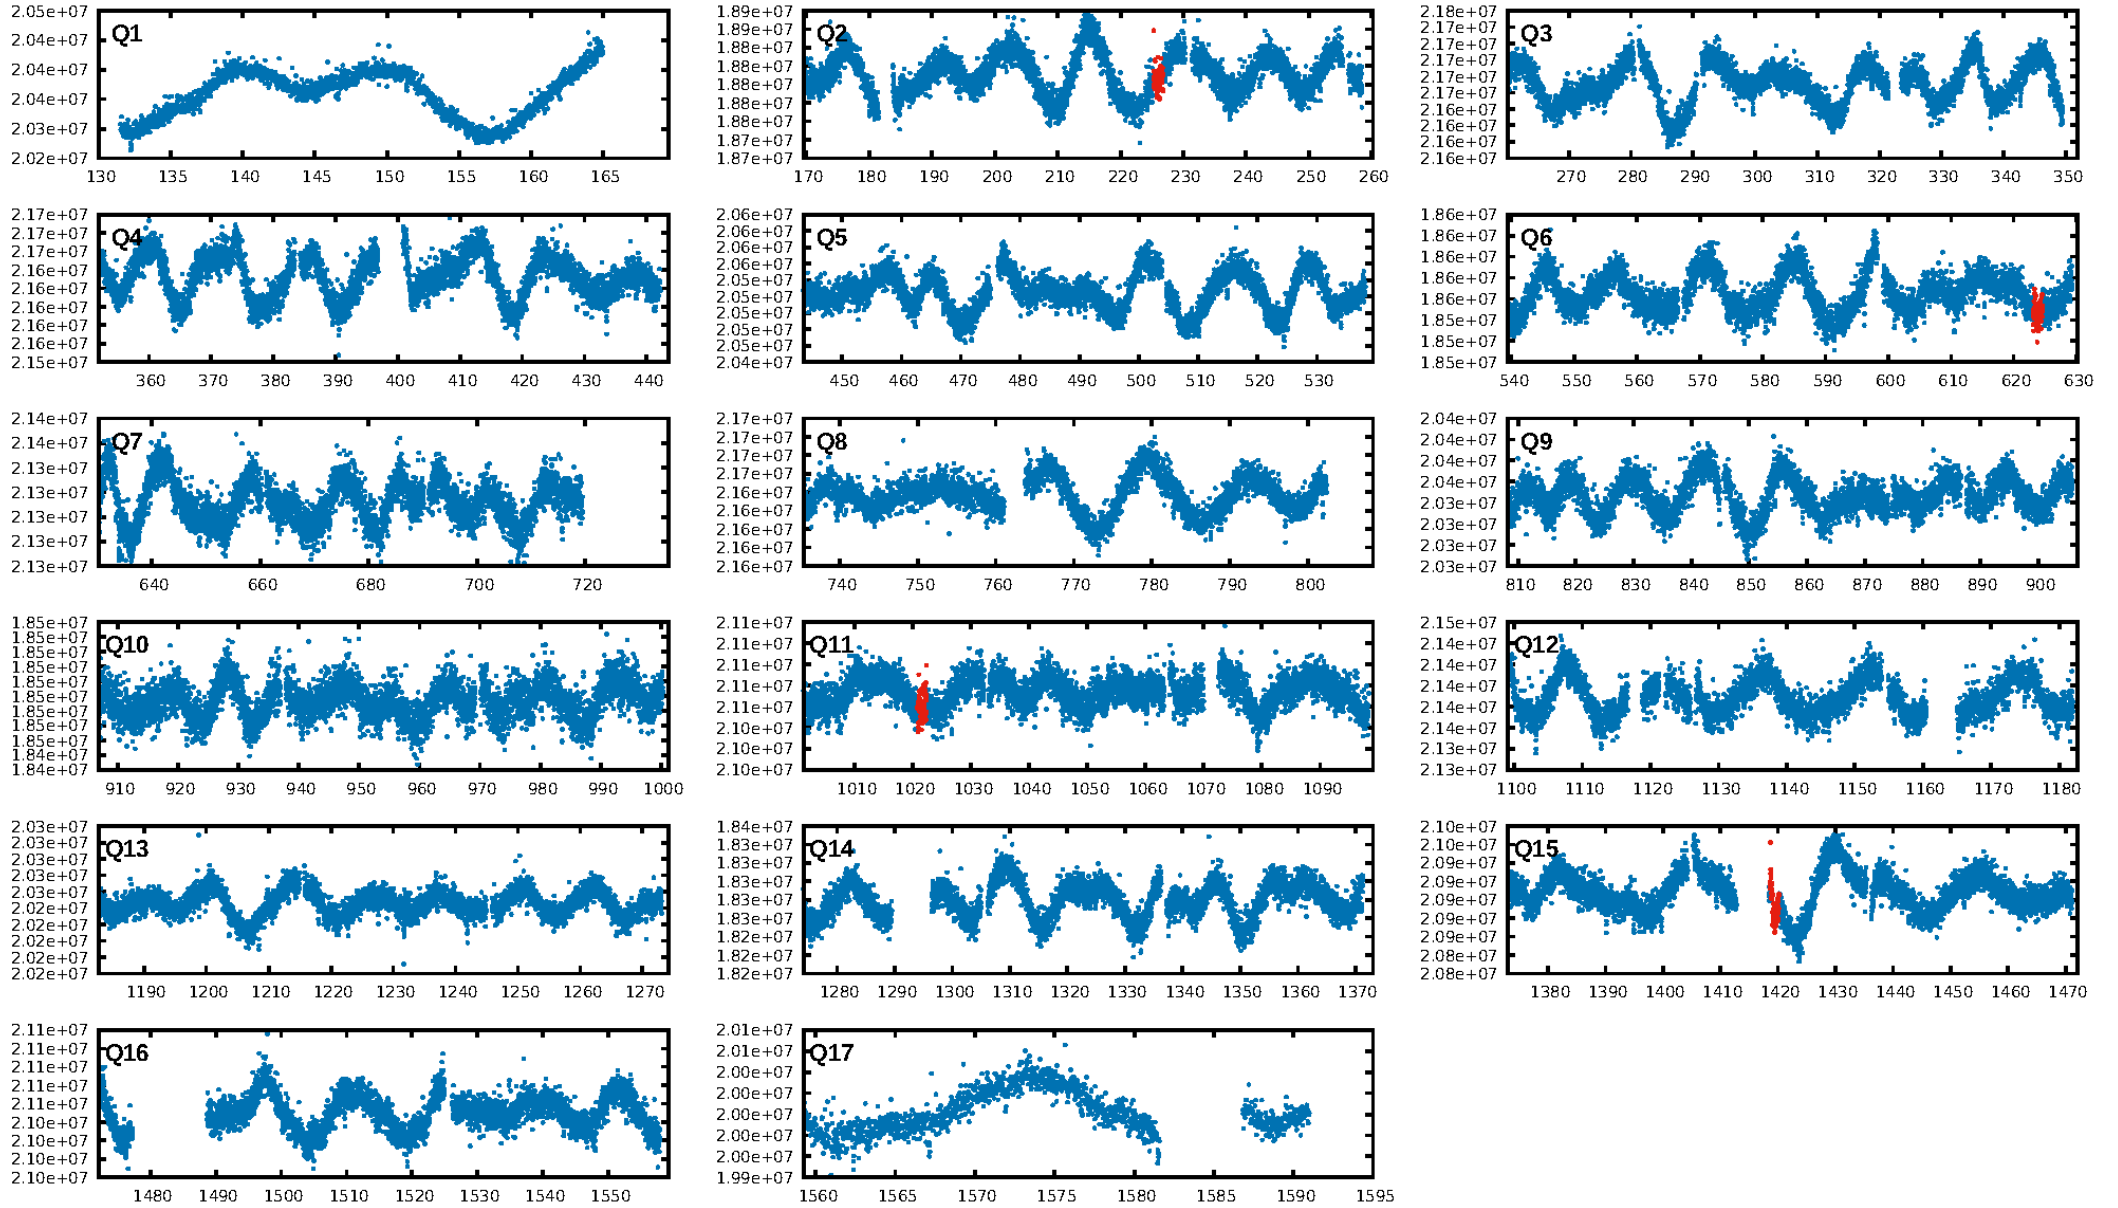 2.05e+07
2.04e+07
2.04e+07
2.04e+07
2.03e+07
2.02e+07
Q1
130 135 140 145 150 155 160 165
1.89e+07
1.89e+07
1.88e+07
1.88e+07
1.88e+07
1.88e+07
1.88e+07
1.87e+07
1.87e+07
Q2
170 180 190 200 210 220 230 240 250 260
2.18e+07
2.17e+07
2.17e+07
2.17e+07
2.17e+07
2.17e+07
2.16e+07
2.16e+07
2.16e+07
2.16e+07
Q3
270 280 290 300 310 320 330 340 350
2.17e+07
2.17e+07
2.17e+07
2.16e+07
2.16e+07
2.16e+07
2.16e+07
2.16e+07
2.15e+07
Q4
360 370 380 390 400 410 420 430 440
2.06e+07
2.06e+07
2.06e+07
2.06e+07
2.05e+07
2.05e+07
2.05e+07
2.05e+07
2.05e+07
2.04e+07
Q5
450 460 470 480 490 500 510 520 530
1.86e+07
1.86e+07
1.86e+07
1.86e+07
1.86e+07
1.85e+07
1.85e+07
1.85e+07
Q6
540 550 560 570 580 590 600 610 620 630
2.14e+07
2.14e+07
2.13e+07
2.13e+07
2.13e+07
2.13e+07
2.13e+07
Q7
640 660 680 700 720
2.17e+07
2.17e+07
2.17e+07
2.17e+07
2.16e+07
2.16e+07
2.16e+07
2.16e+07
2.16e+07
Q8
740 750 760 770 780 790 800
2.04e+07
2.04e+07
2.04e+07
2.04e+07
2.03e+07
2.03e+07
2.03e+07
2.03e+07
Q9
810 820 830 840 850 860 870 880 890 900
1.85e+07
1.85e+07
1.85e+07
1.85e+07
1.85e+07
1.85e+07
1.85e+07
1.85e+07
1.85e+07
1.84e+07
1.84e+07
Q10
910 920 930 940 950 960 970 980 990 1000
2.11e+07
2.11e+07
2.11e+07
2.11e+07
2.11e+07
2.10e+07
2.10e+07
2.10e+07
Q11
1010 1020 1030 1040 1050 1060 1070 1080 1090
2.15e+07
2.14e+07
2.14e+07
2.14e+07
2.14e+07
2.14e+07
2.13e+07
2.13e+07
Q12
1100 1110 1120 1130 1140 1150 1160 1170 1180
2.03e+07
2.03e+07
2.03e+07
2.03e+07
2.03e+07
2.02e+07
2.02e+07
2.02e+07
2.02e+07
2.02e+07
Q13
1190 1200 1210 1220 1230 1240 1250 1260 1270
1.84e+07
1.83e+07
1.83e+07
1.83e+07
1.83e+07
1.83e+07
1.82e+07
1.82e+07
1.82e+07
Q14
1280 1290 1300 1310 1320 1330 1340 1350 1360 1370
2.10e+07
2.10e+07
2.09e+07
2.09e+07
2.09e+07
2.09e+07
2.09e+07
2.08e+07
2.08e+07
Q15
1380 1390 1400 1410 1420 1430 1440 1450 1460 1470
2.11e+07
2.11e+07
2.11e+07
2.11e+07
2.11e+07
2.10e+07
2.10e+07
2.10e+07
2.10e+07
Q16
1480 1490 1500 1510 1520 1530 1540 1550
2.01e+07
2.01e+07
2.00e+07
2.00e+07
2.00e+07
2.00e+07
2.00e+07
1.99e+07
Q17
1560 1565 1570 1575 1580 1585 1590 1595